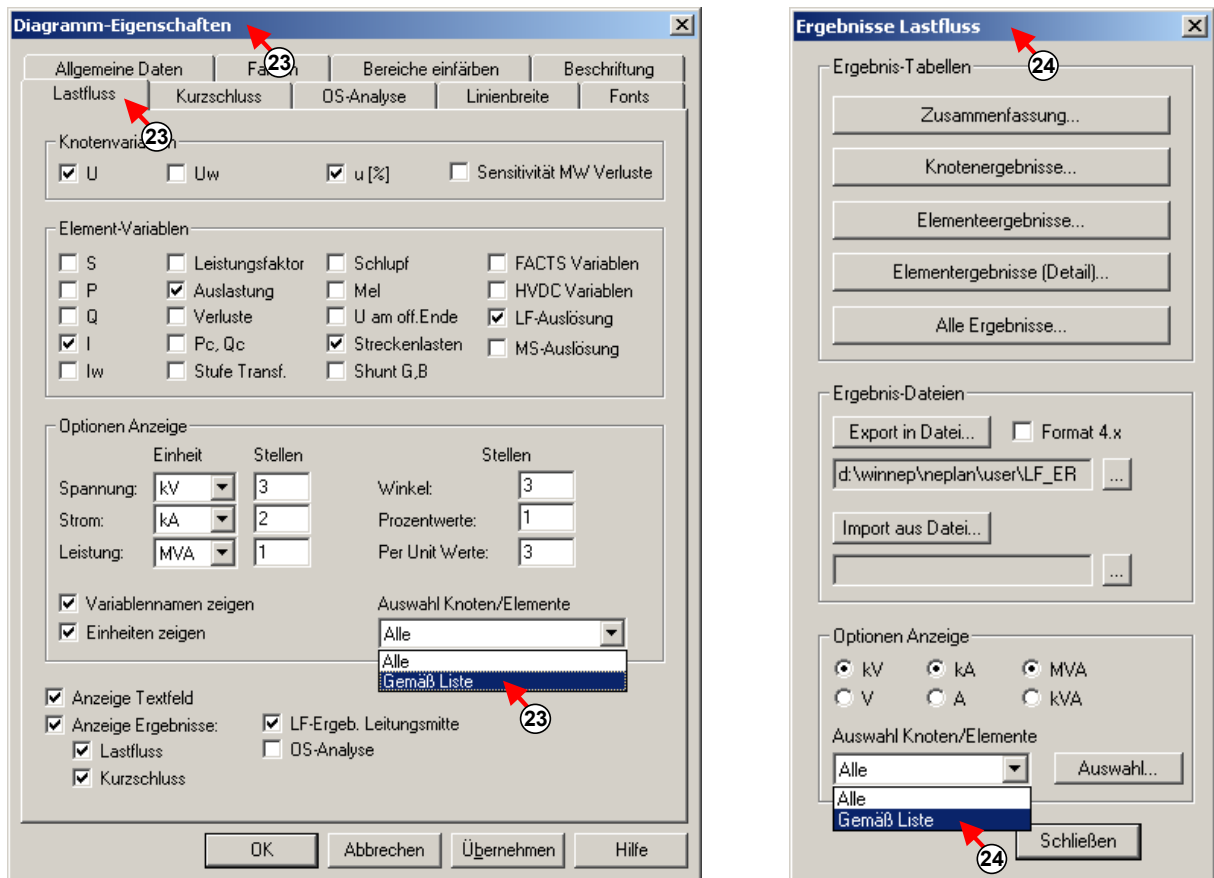 Diagramm-Eigenschaften
23
Allgemeine Daten Bereiche einfärben Beschriftung
Lastfluss Kurzschluss OS-Analyse Linienbreite Fonts
23
U Uw u [%] Sensitivität MW Verluste
Element-Variablen
S Leistungsfaktor Schlupf FACTS Variablen
P Auslastung Mel HVDC Variablen
Q Verluste U am off.Ende LF-Auslösung
I Pc, Qc Streckenlasten MS-Auslösung
Iw Stufe Transf. Shunt G,B
Optionen Anzeige
Einheit Stellen Stellen
Spannung: kV 3 Winkel: 3
Strom: kA 2 Prozentwerte: 1
Leistung: MVA 1 Per Unit Werte: 3
Variablennamen zeigen Auswahl Knoten/Elemente
Einheiten zeigen Alle
Alle
Gemäß Liste
23
Anzeige Textfeld
Anzeige Ergebnisse: LF-Ergeb. Leitungsmitte
Lastfluss OS-Analyse
Kurzschluss
OK Abbrechen Übernehmen Hilfe
Ergebnisse Lastfluss
24
Ergebnis-Tabellen
Zusammenfassung...
Knotenergebnisse...
Elementeergebnisse...
Elementergebnisse (Detail)...
Alle Ergebnisse...
Ergebnis-Dateien
Export in Datei... Format 4.x
d:\winnep\neplan\user\LF_ER ...
Import aus Datei...
...
Optionen Anzeige
kV kA MVA
V A kVA
Auswahl Knoten/Elemente
Alle Auswahl...
Alle
Gemäß Liste
24
Schließen